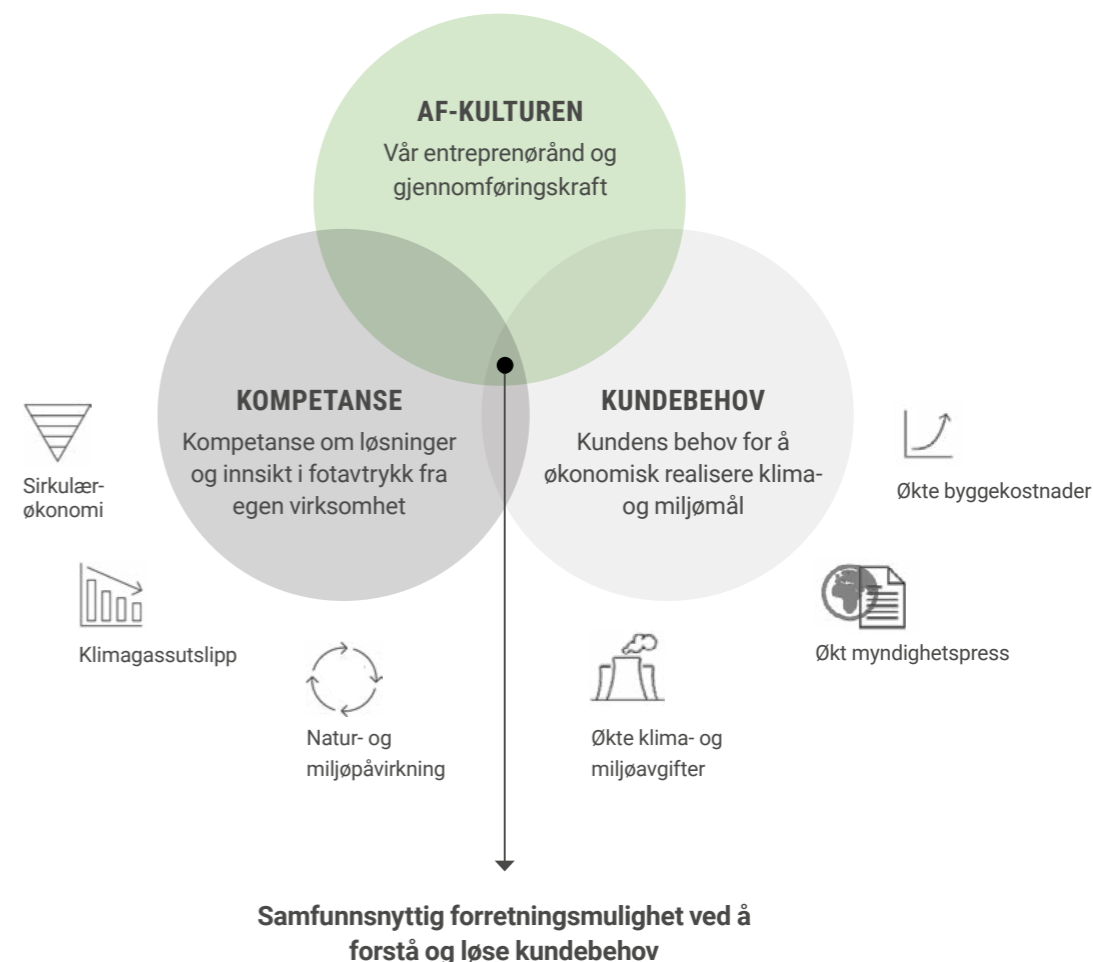 AF-KULTUREN
Vår entreprenørånd og
gjennomføringskraft
KOMPETANSE
Kompetanse om løsninger
og innsikt i fotavtrykk fra
egen virksomhet
KUNDEBEHOV
Kundens behov for å
økonomisk realisere klima-
og miljømål
Sirkulær-
økonomi
Klimagassutslipp
Natur- og
miljøpåvirkning
Økte klima- og
miljøavgifter
Økt myndighetspress
Økte byggekostnader
Samfunnsnyttig forretningsmulighet ved å
forstå og løse kundebehov